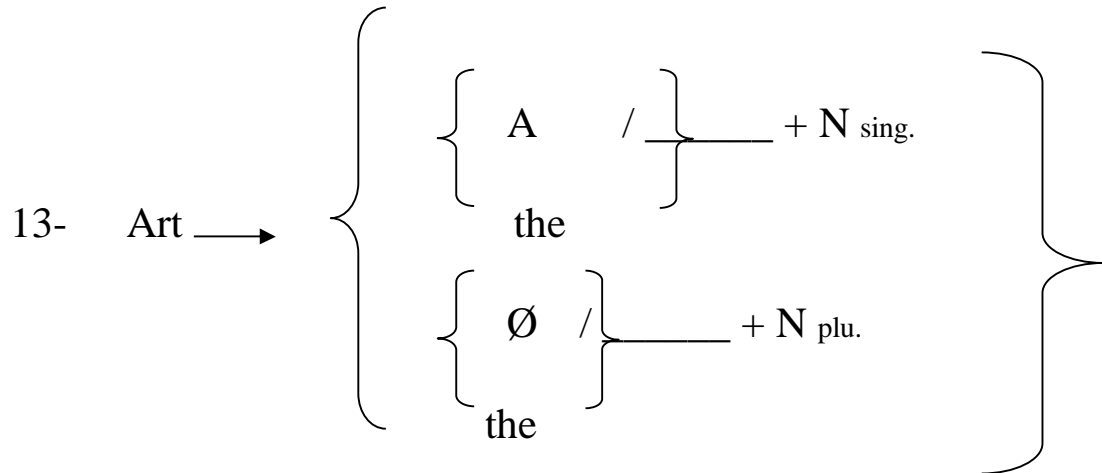 A / ______ + N sing.
13- Art ⟶ the
Ø / ______ + N plu.
the